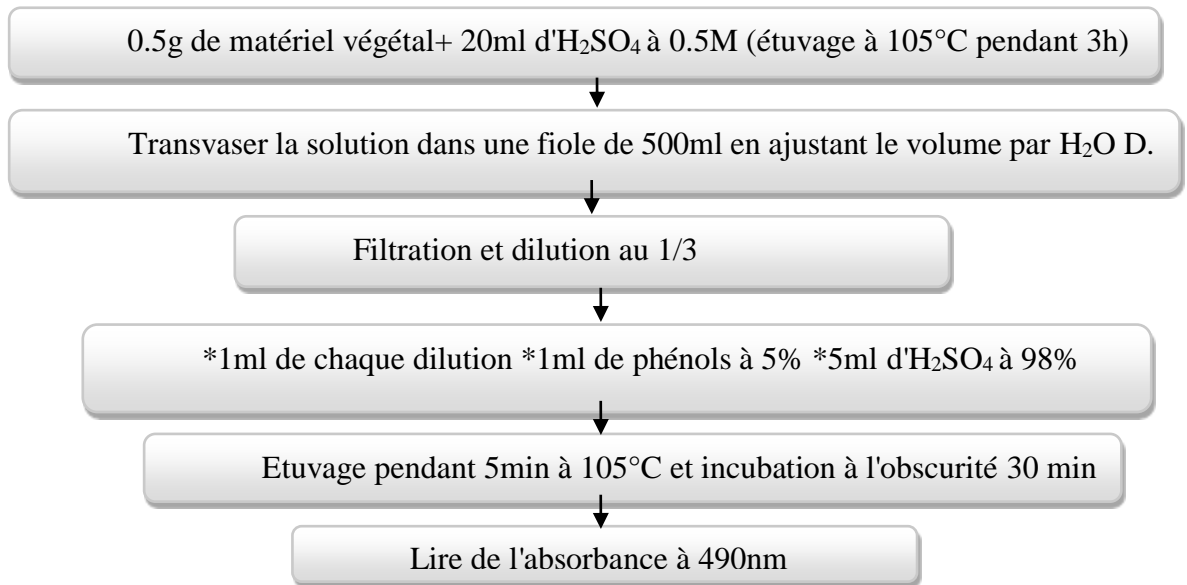 0.5g de matériel végétal+ 20ml d'H₂SO₄ à 0.5M (étuvage à 105°C pendant 3h)
Transvaser la solution dans une fiole de 500ml en ajustant le volume par H₂O D.
Filtration et dilution au 1/3
*1ml de chaque dilution *1ml de phénols à 5% *5ml d'H₂SO₄ à 98%
Etuvage pendant 5min à 105°C et incubation à l'obscurité 30 min
Lire de l'absorbance à 490nm